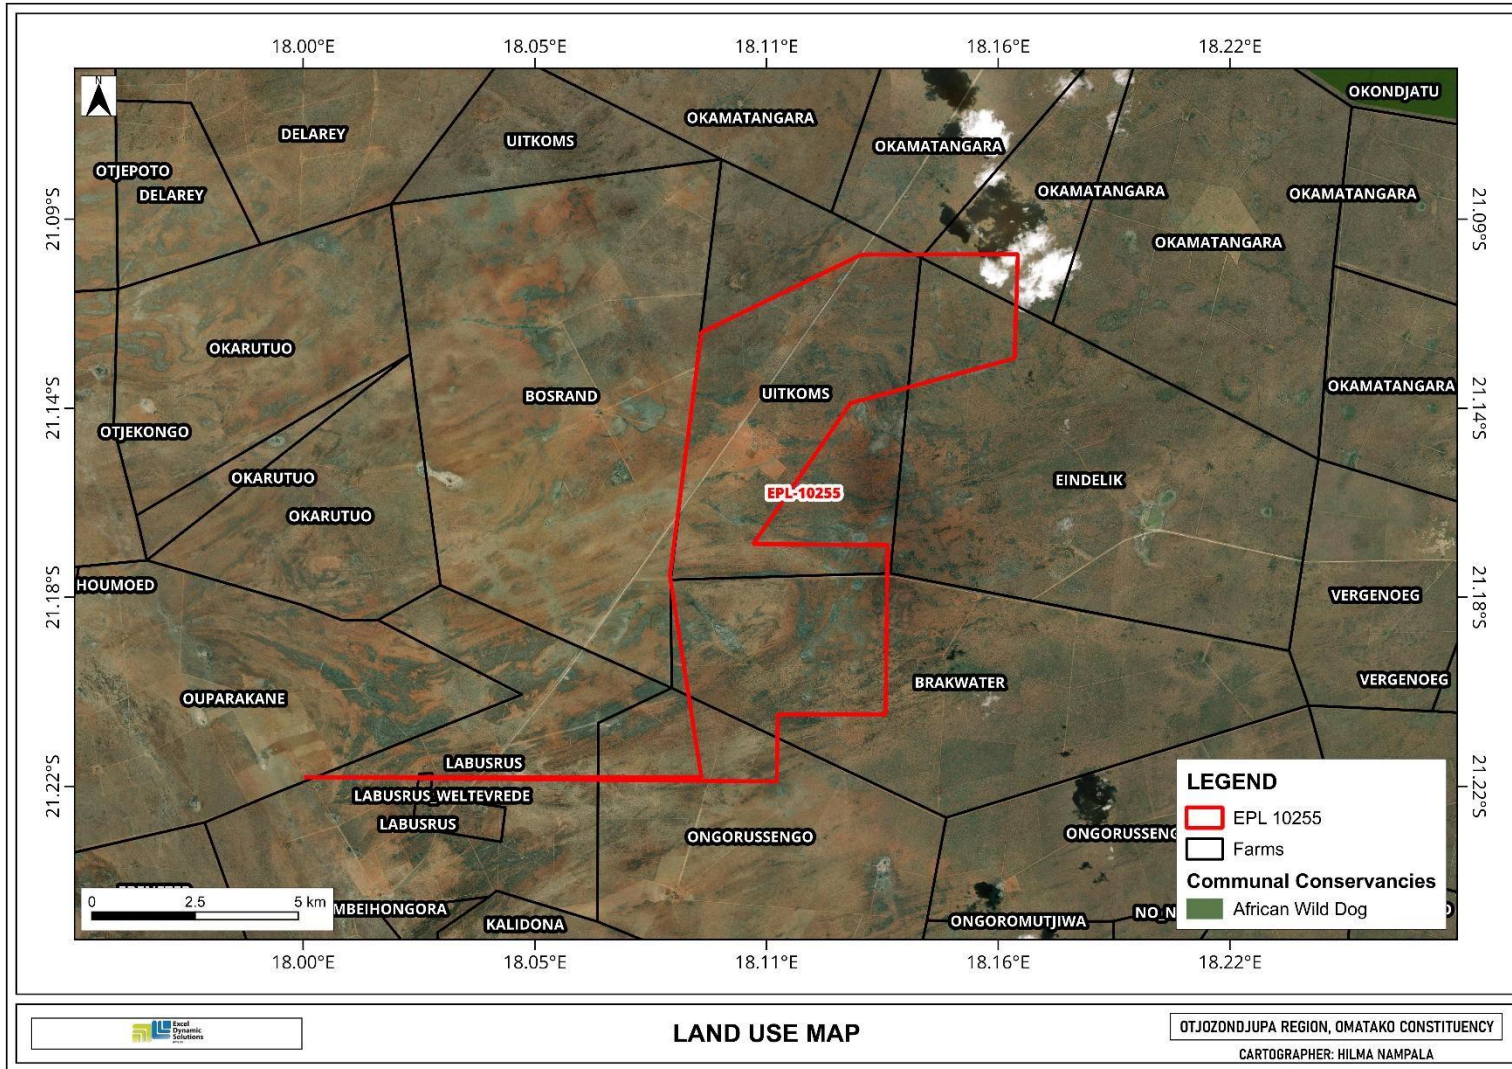 18.00°E
18.05°E
18.11°E
18.16°E
18.22°E
N
OKONDJATU
OKAMATANGARA
DELAREY
UITKOMS
OKAMATANGARA
OTJEPOTO
DELAREY
OKAMATANGARA
OKAMATANGARA
21.09°S
21.09°S
OKAMATANGARA
OKARUTUO
BOSRAND
UITKOMS
OKAMATANGARA
21.14°S
21.14°S
OTJEKONGO
OKARUTUO
EINDELIK
EPL-10255
OKARUTUO
HOUMOED
21.18°S
21.18°S
VERGENOEG
BRAKWATER
VERGENOEG
OUPARAKANE
LABUSRUS
21.22°S
21.22°S
LABUSRUS_WELTEVREDE
LABUSRUS
ONGORUSSENGO
ONGORUSSENG
LEGEND
EPL 10255
Farms
Communal Conservancies
African Wild Dog
0 2.5 5 km
MBEIHONGORA
KALIDONA
ONGOROMUTJIWA
NO_N
18.00°E
18.05°E
18.11°E
18.16°E
18.22°E
Excel
Dynamic
Solutions
LAND USE MAP
OTJOZONDJUPA REGION, OMATAKO CONSTITUENCY
CARTOGRAPHER: HILMA NAMPALA